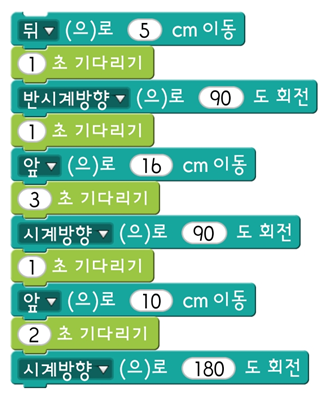 뒤 (으)로 5 cm 이동
1 초 기다리기
반시계방향 (으)로 90 도 회전
1 초 기다리기
앞 (으)로 16 cm 이동
3 초 기다리기
시계방향 (으)로 90 도 회전
1 초 기다리기
앞 (으)로 10 cm 이동
2 초 기다리기
시계방향 (으)로 180 도 회전